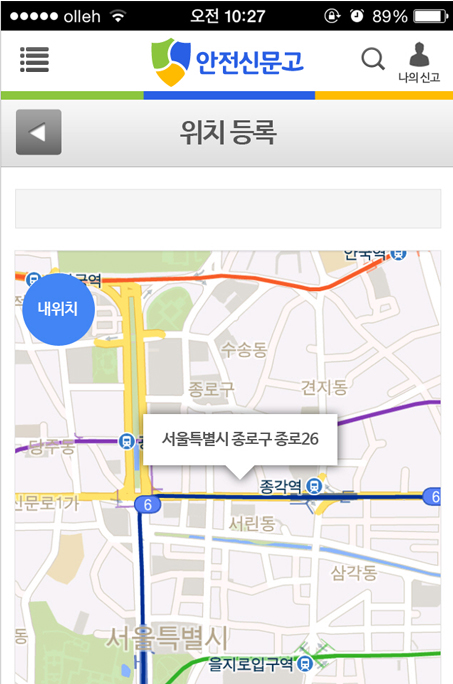 olleh 오전 10:27 89%
안전신문고
나의 신고
위치 등록
안국역
내위치
수송동
종로구
견지동
당주동
서울특별시 종로구 종로26
종각역
신문로1가
6
6
서린동
삼각동
서울특별시
을지로입구역